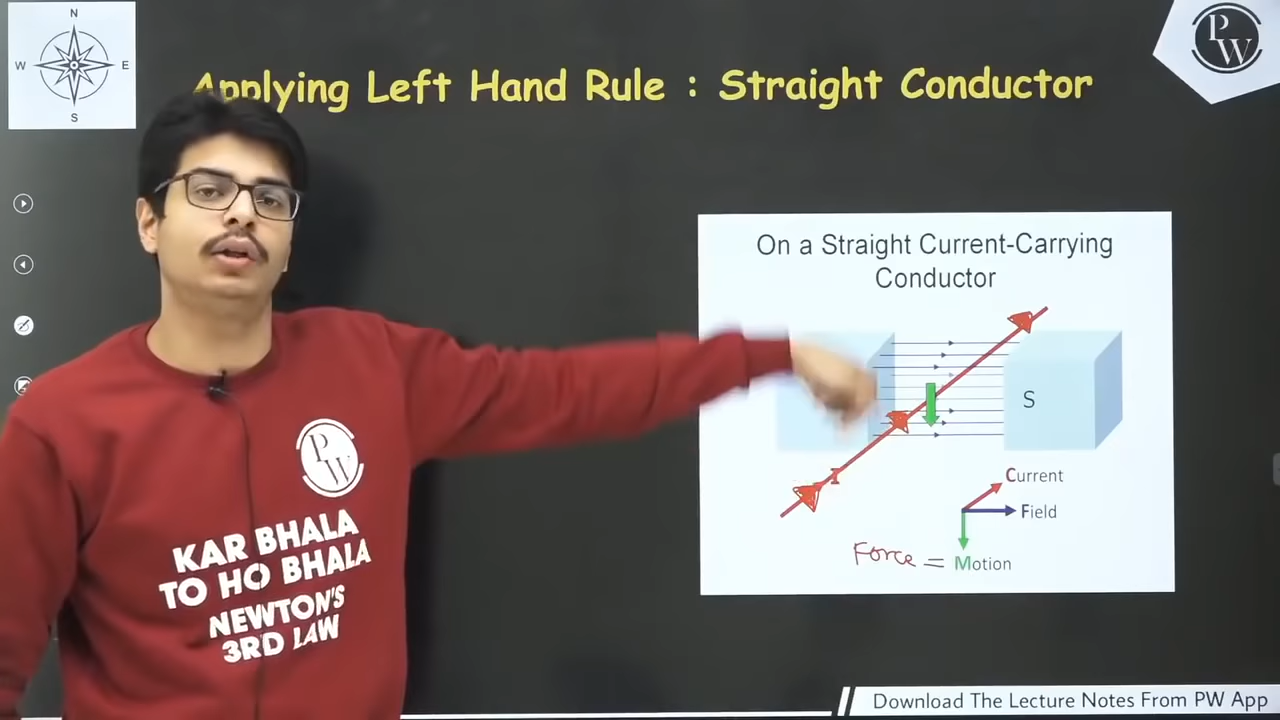 N
W E
S
Applying Left Hand Rule : Straight Conductor
PW
On a Straight Current-Carrying
Conductor
S
I
Current
Field
Force = Motion
PW
KAR BHALA
TO HO BHALA
NEWTON'S
3RD LAW
Download The Lecture Notes From PW App